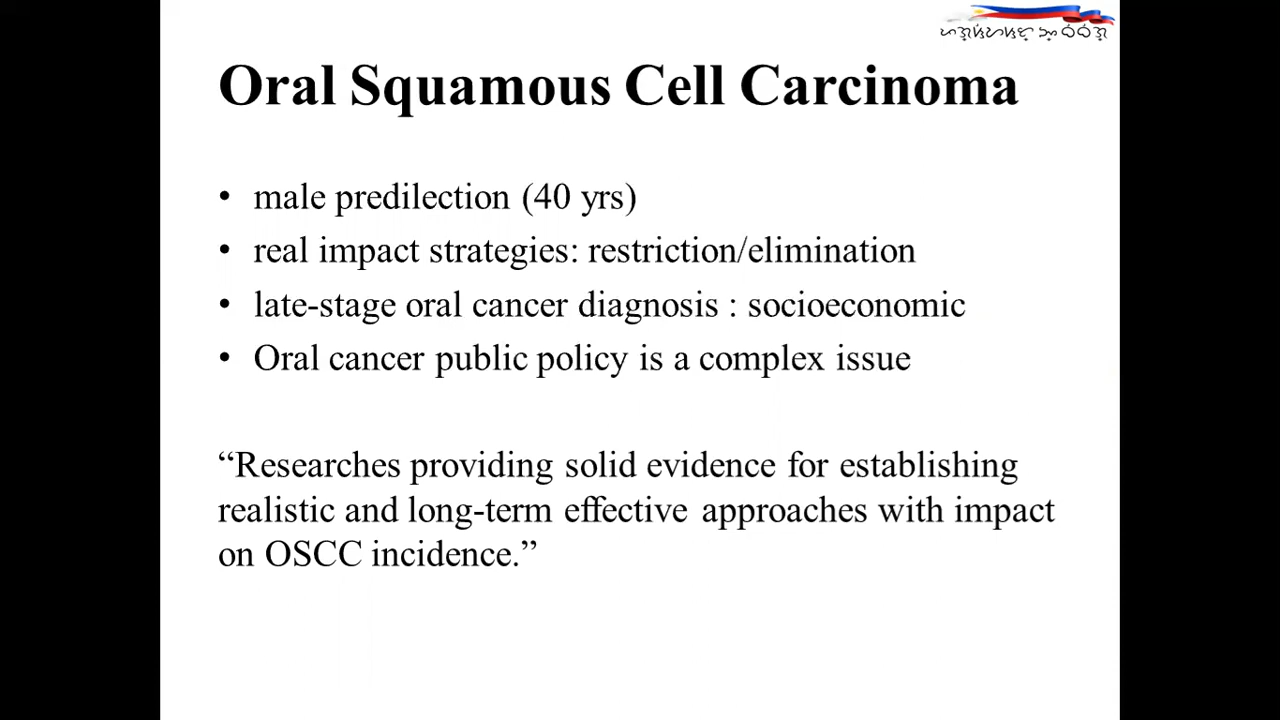 Oral Squamous Cell Carcinoma
• male predilection (40 yrs)
• real impact strategies: restriction/elimination
• late-stage oral cancer diagnosis : socioeconomic
• Oral cancer public policy is a complex issue
“Researches providing solid evidence for establishing
realistic and long-term effective approaches with impact
on OSCC incidence.”